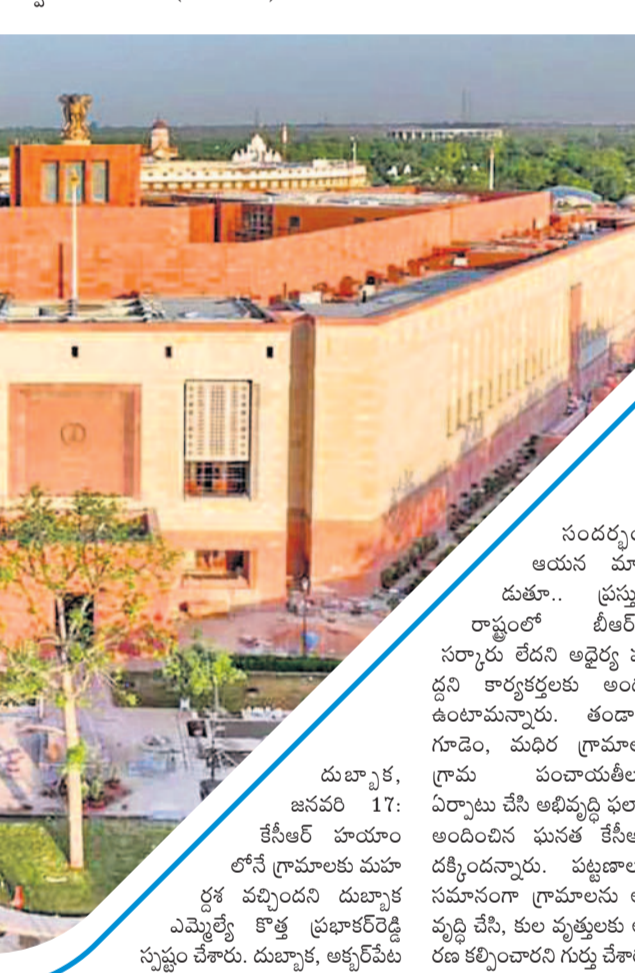 దుబ్బాక,
జనవరి 17:
కేసీఆర్ హయాం
లోనే గ్రామాలకు మహ
ర్దశ వచ్చిందని దుబ్బాక
ఎమ్మెల్యే కొత్త ప్రభాకర్‌రెడ్డి
స్పష్టం చేశారు. దుబ్బాక, అక్బర్‌పేట
ఆయన
డుతూ..
రాష్ట్రంలో
సర్కారు లేదని అధైర్య
ద్దని కార్యకర్తలకు
ఉంటామన్నారు.
గూడెం, మధిర
గ్రామ
ఏర్పాటు చేసి అభివృద్ధి
అందించిన ఘనత
దక్కిందన్నారు.
సమానంగా గ్రామాలను
వృద్ధి చేసి, కుల వృత్తులకు
రణ కల్పించారని గుర్తు